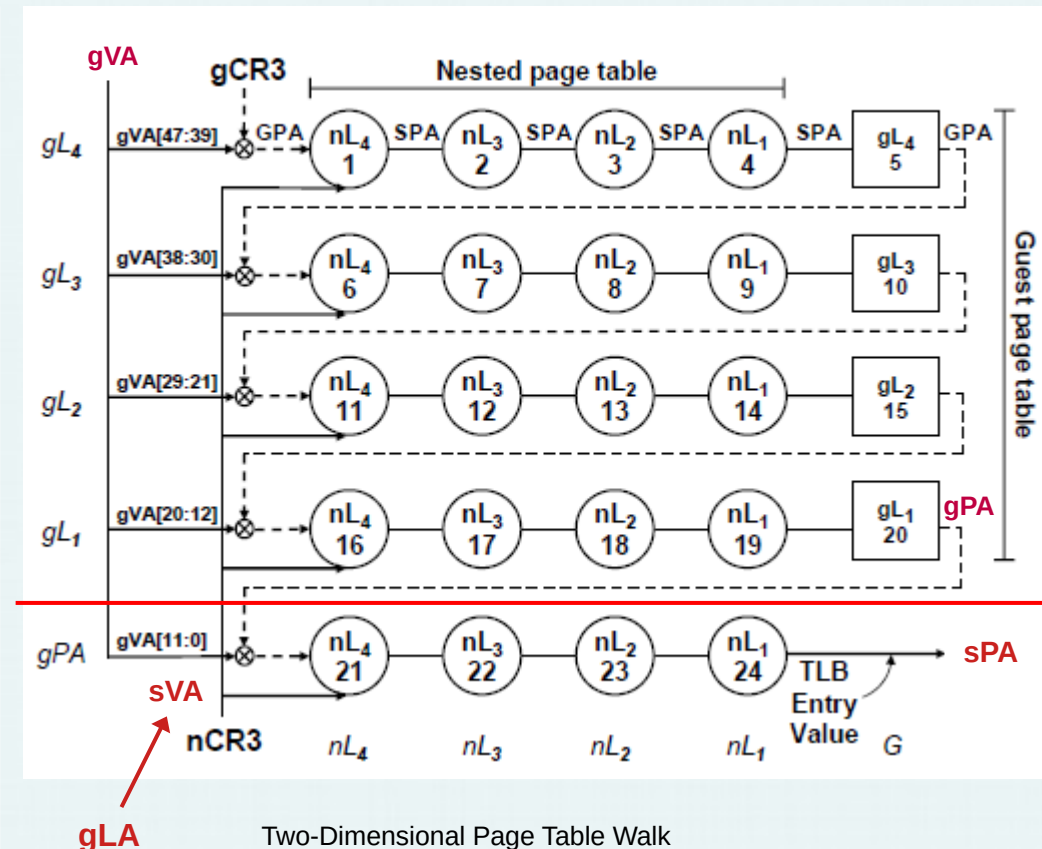 gVA
gCR3
Nested page table
gL4 gVA[47:39] GPA nL4 1 SPA nL3 2 SPA nL2 3 SPA nL1 4 SPA gL4 5 GPA
gL3 gVA[38:30] nL4 6 nL3 7 nL2 8 nL1 9 gL3 10
gL2 gVA[29:21] nL4 11 nL3 12 nL2 13 nL1 14 gL2 15
gL1 gVA[20:12] nL4 16 nL3 17 nL2 18 nL1 19 gL1 20 gPA
Guest page table
gPA gVA[11:0] nL4 21 nL3 22 nL2 23 nL1 24 sPA
TLB
Entry
Value
sVA
nCR3 nL4 nL3 nL2 nL1 G
gLA
Two-Dimensional Page Table Walk